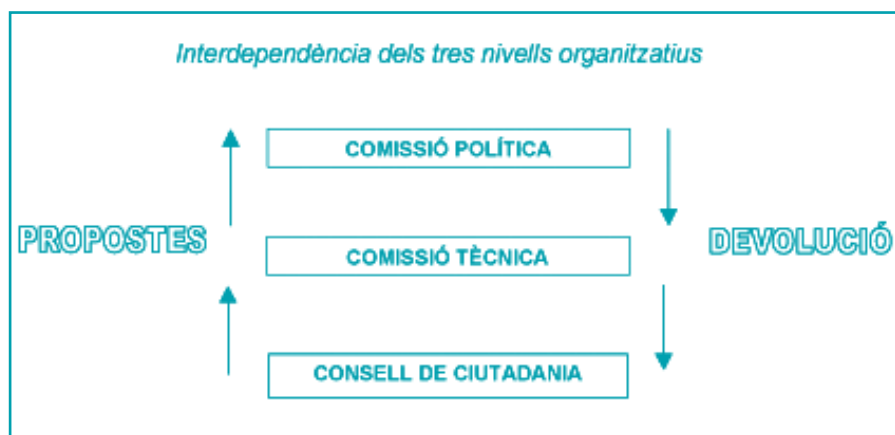 Interdependència dels tres nivells organitzatius
COMISSIÓ POLÍTICA
PROPOSTES
COMISSIÓ TÈCNICA
DEVOLUCIÓ
CONSELL DE CIUTADANIA